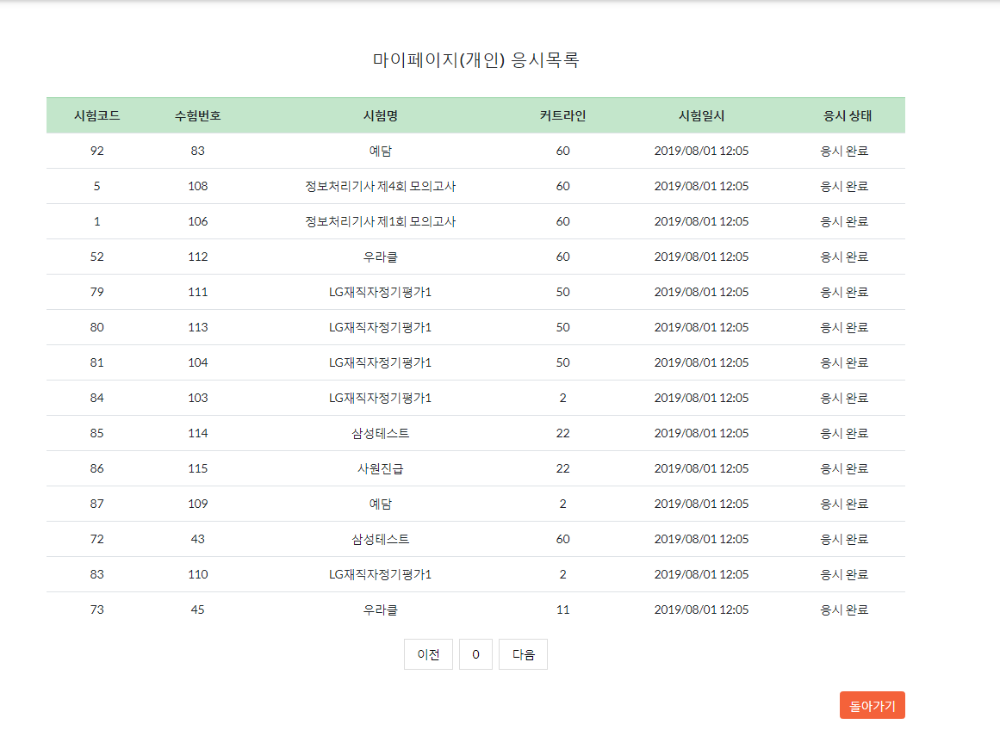 마이페이지(개인) 응시목록
시험코드 수험번호 시험명 커트라인 시험일시 응시 상태
92 83 예담 60 2019/08/01 12:05 응시 완료
5 108 정보처리기사 제4회 모의고사 60 2019/08/01 12:05 응시 완료
1 106 정보처리기사 제1회 모의고사 60 2019/08/01 12:05 응시 완료
52 112 우라클 60 2019/08/01 12:05 응시 완료
79 111 LG재직자정기평가1 50 2019/08/01 12:05 응시 완료
80 113 LG재직자정기평가1 50 2019/08/01 12:05 응시 완료
81 104 LG재직자정기평가1 50 2019/08/01 12:05 응시 완료
84 103 LG재직자정기평가1 2 2019/08/01 12:05 응시 완료
85 114 삼성테스트 22 2019/08/01 12:05 응시 완료
86 115 사원진급 22 2019/08/01 12:05 응시 완료
87 109 예담 2 2019/08/01 12:05 응시 완료
72 43 삼성테스트 60 2019/08/01 12:05 응시 완료
83 110 LG재직자정기평가1 2 2019/08/01 12:05 응시 완료
73 45 우라클 11 2019/08/01 12:05 응시 완료
이전 0 다음
돌아가기